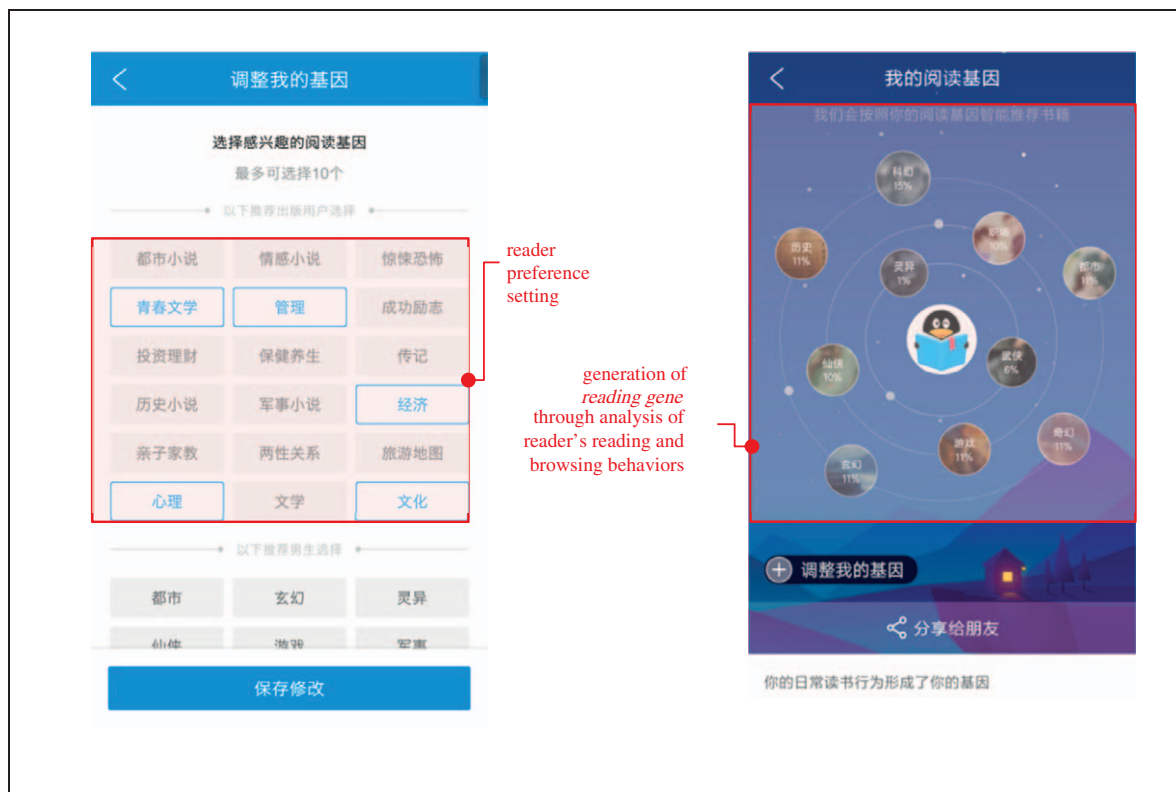 调整我的基因
选择感兴趣的阅读基因
最多可选择10个
以下推荐出版用户选择
都市小说 情感小说 惊悚恐怖
青春文学 管理 成功励志
投资理财 保健养生 传记
历史小说 军事小说 经济
亲子家教 两性关系 旅游地图
心理 文学 文化
以下推荐男生选择
都市 玄幻 灵异
仙侠 游戏 军事
保存修改
reader
preference
setting
generation of
reading gene
through analysis of
reader's reading and
browsing behaviors
我的阅读基因
我们会按照你的阅读基因智能推荐书籍
科幻
15%
职场
10%
历史
11%
灵异
1%
都市
武侠
6%
仙侠
10%
奇幻
11%
游戏
11%
玄幻
11%
调整我的基因
分享给朋友
你的日常读书行为形成了你的基因